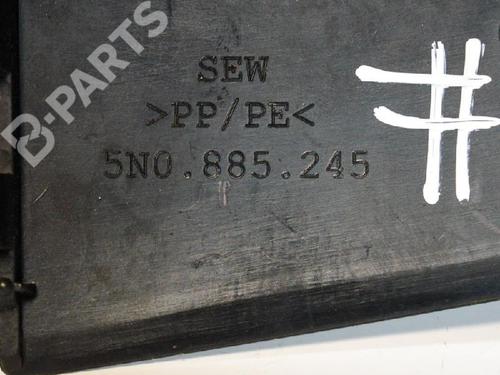 B-PARTS
SEW
>PP/PE<
5N0.885.245
#